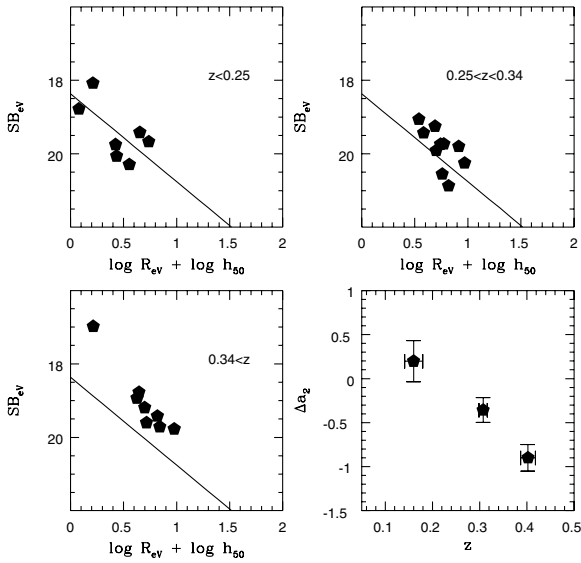 18
20
SB_eV
z<0.25
0 0.5 1 1.5 2
log R_eV + log h_50
18
20
SB_eV
0.25<z<0.34
0 0.5 1 1.5 2
log R_eV + log h_50
18
20
SB_eV
0.34<z
0 0.5 1 1.5 2
log R_eV + log h_50
1
0.5
0
-0.5
-1
-1.5
Δa_2
0.1 0.2 0.3 0.4 0.5
z